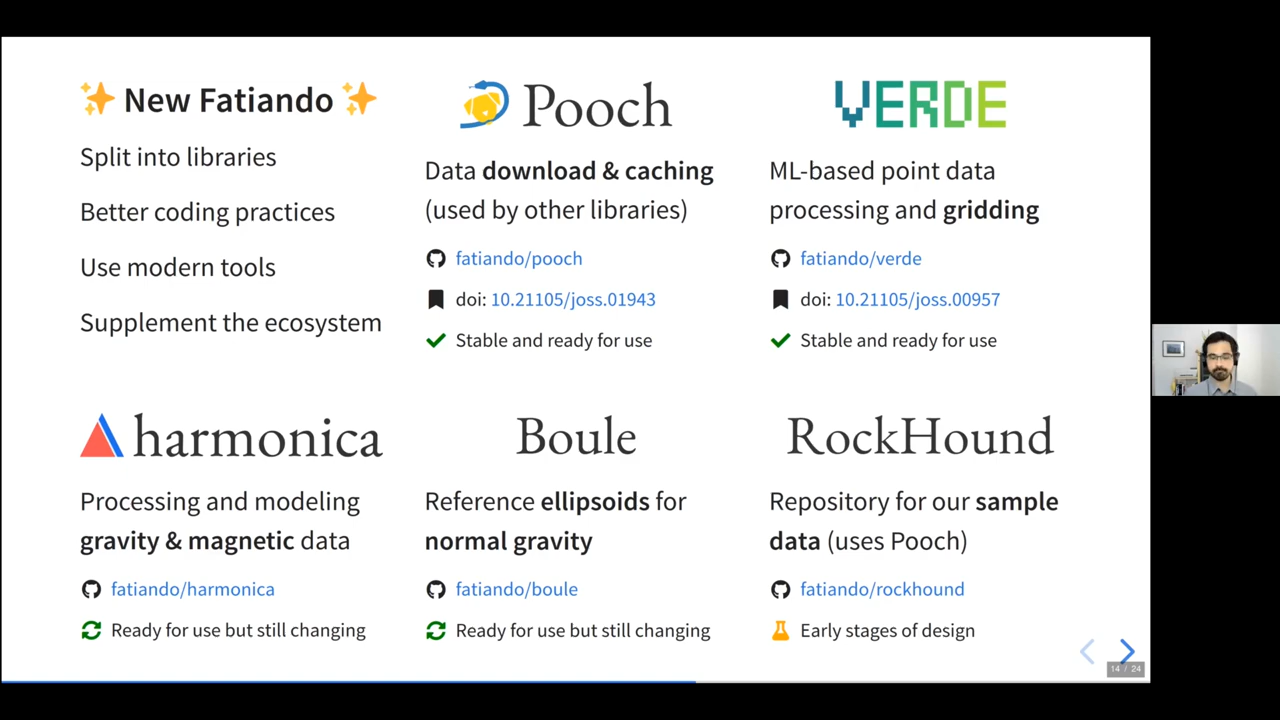 ✨ New Fatiando ✨
Split into libraries
Better coding practices
Use modern tools
Supplement the ecosystem
Pooch
Data download & caching
(used by other libraries)
fatiando/pooch
doi: 10.21105/joss.01943
Stable and ready for use
VERDE
ML-based point data
processing and gridding
fatiando/verde
doi: 10.21105/joss.00957
Stable and ready for use
harmonica
Processing and modeling
gravity & magnetic data
fatiando/harmonica
Ready for use but still changing
Boule
Reference ellipsoids for
normal gravity
fatiando/boule
Ready for use but still changing
RockHound
Repository for our sample
data (uses Pooch)
fatiando/rockhound
Early stages of design
14 / 24